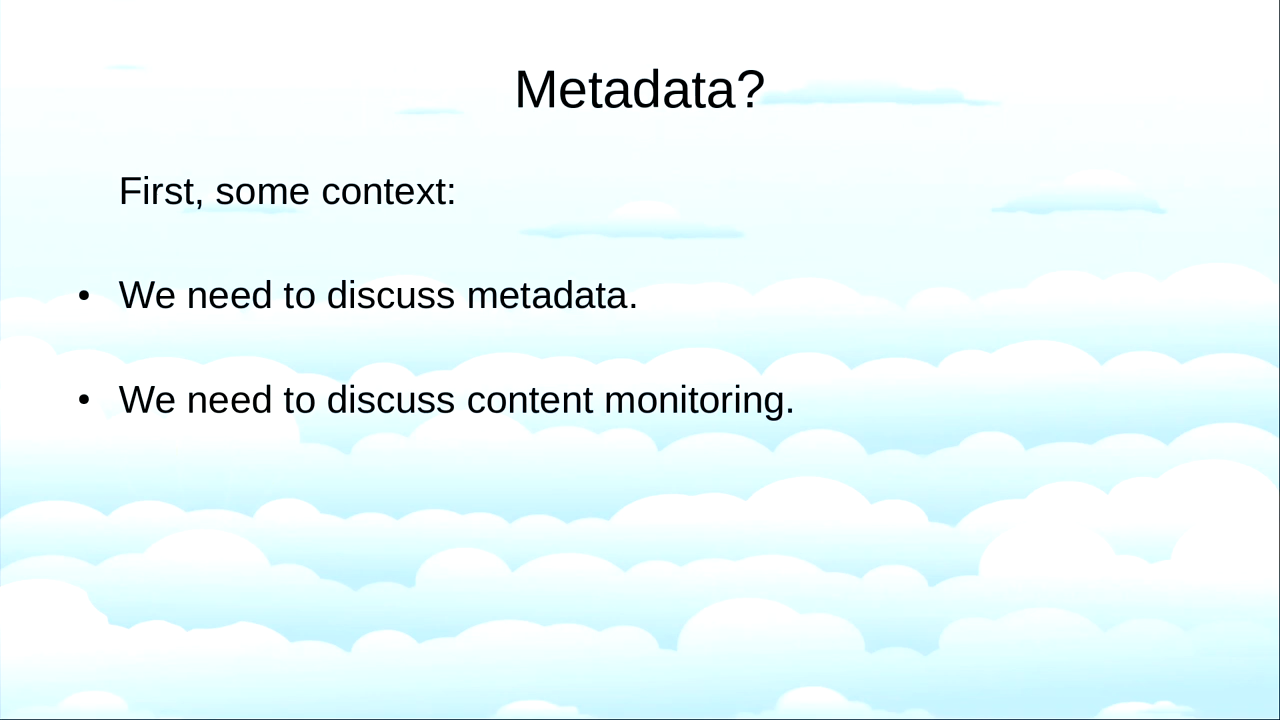 Metadata?
First, some context:
• We need to discuss metadata.
• We need to discuss content monitoring.